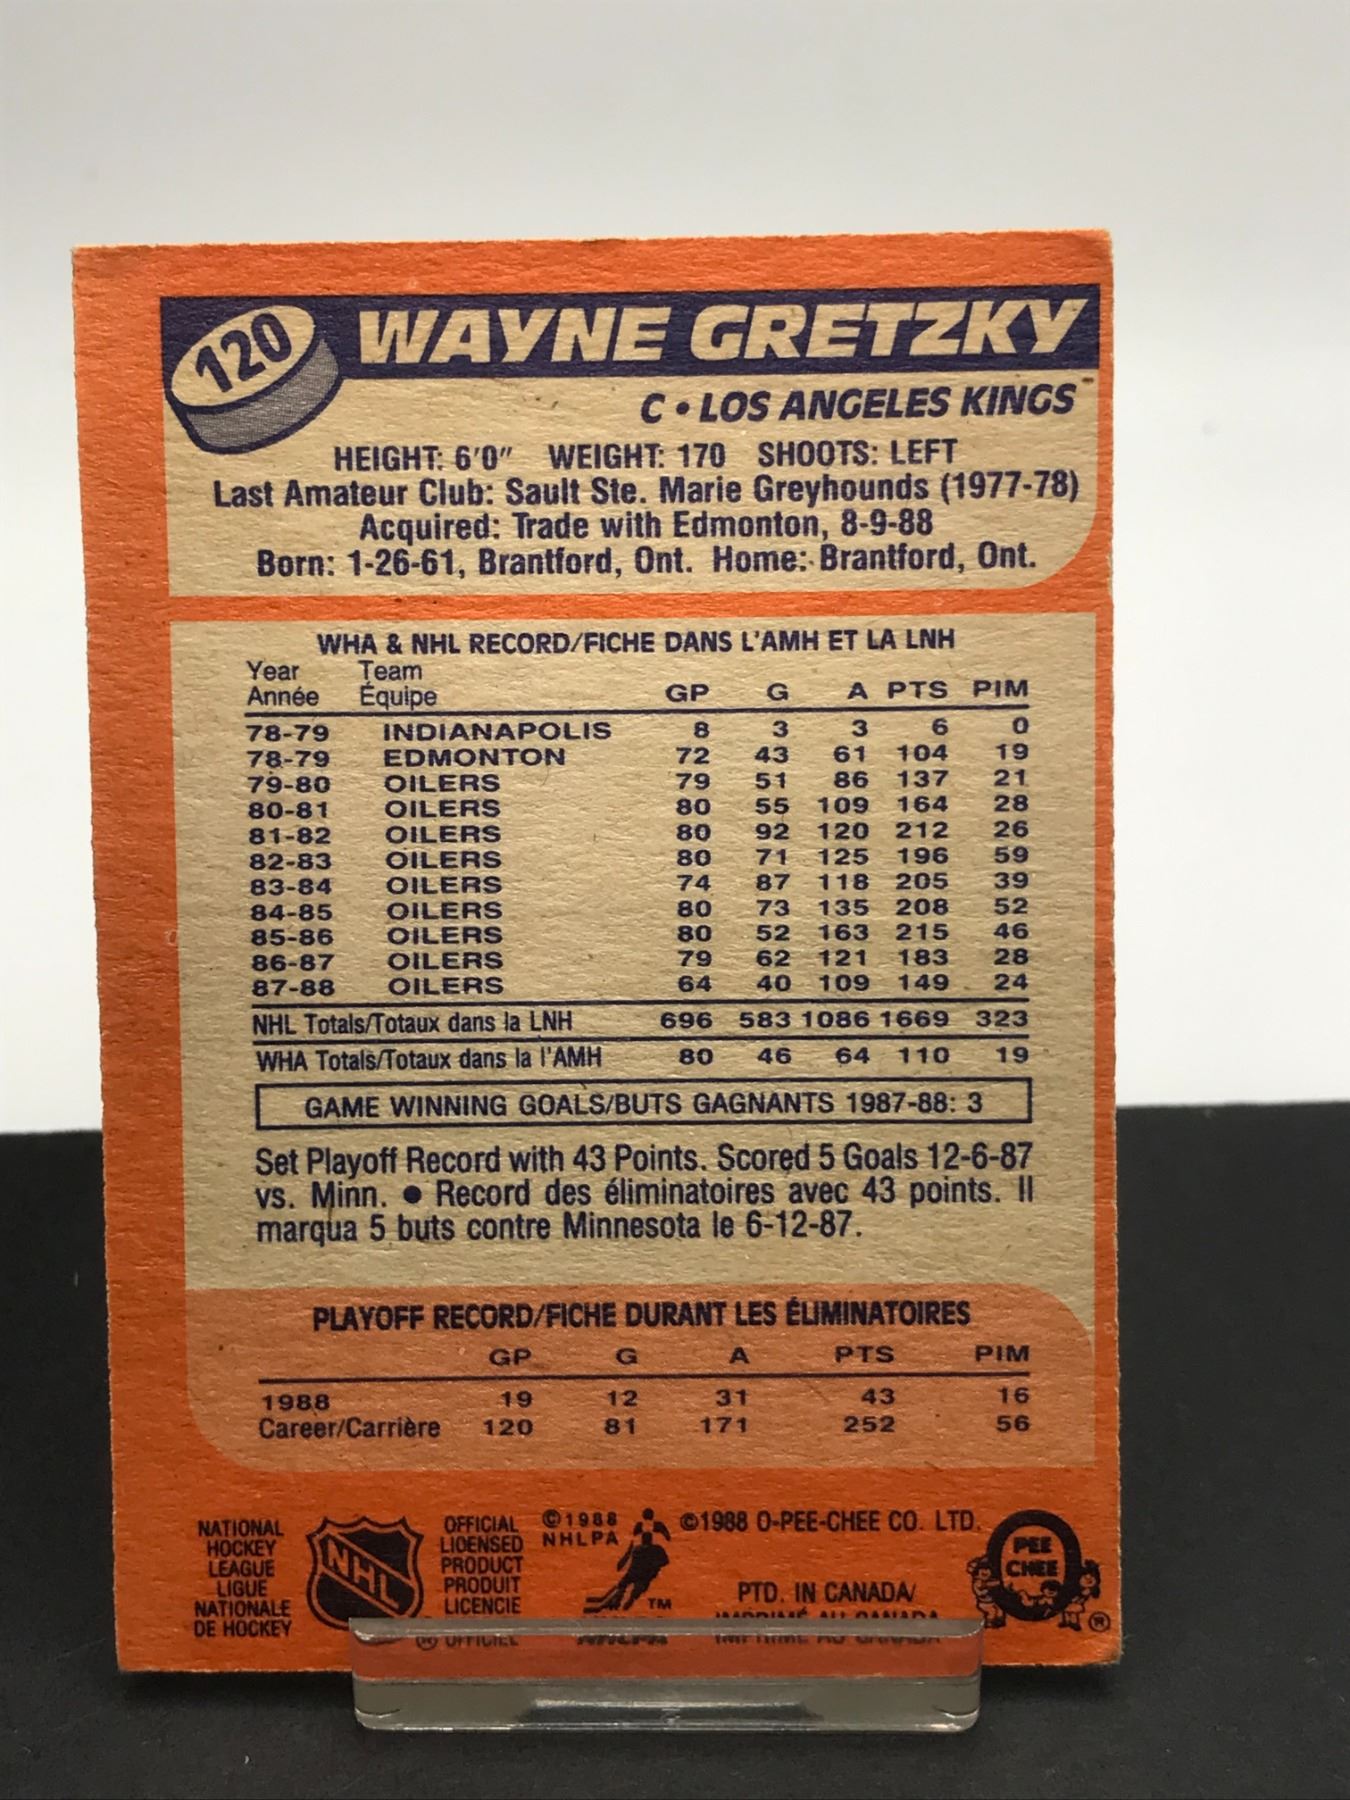 120 WAYNE GRETZKY
C • LOS ANGELES KINGS
HEIGHT: 6'0" WEIGHT: 170 SHOOTS: LEFT
Last Amateur Club: Sault Ste. Marie Greyhounds (1977-78)
Acquired: Trade with Edmonton, 8-9-88
Born: 1-26-61, Brantford, Ont. Home: Brantford, Ont.
WHA & NHL RECORD/FICHE DANS L'AMH ET LA LNH
Year Team
Année Équipe GP G A PTS PIM
78-79 INDIANAPOLIS 8 3 3 6 0
78-79 EDMONTON 72 43 61 104 19
79-80 OILERS 79 51 86 137 21
80-81 OILERS 80 55 109 164 28
81-82 OILERS 80 92 120 212 26
82-83 OILERS 80 71 125 196 59
83-84 OILERS 74 87 118 205 39
84-85 OILERS 80 73 135 208 52
85-86 OILERS 80 52 163 215 46
86-87 OILERS 79 62 121 183 28
87-88 OILERS 64 40 109 149 24
NHL Totals/Totaux dans la LNH 696 583 1086 1669 323
WHA Totals/Totaux dans la l'AMH 80 46 64 110 19
GAME WINNING GOALS/BUTS GAGNANTS 1987-88: 3
Set Playoff Record with 43 Points. Scored 5 Goals 12-6-87
vs. Minn. • Record des éliminatoires avec 43 points. Il
marqua 5 buts contre Minnesota le 6-12-87.
PLAYOFF RECORD/FICHE DURANT LES ÉLIMINATOIRES
GP G A PTS PIM
1988 19 12 31 43 16
Career/Carrière 120 81 171 252 56
NATIONAL
HOCKEY
LEAGUE
LIGUE
NATIONALE
DE HOCKEY
NHL
®
OFFICIAL
LICENSED
PRODUCT
PRODUIT
LICENCIE
OFFICIEL
©1988
NHLPA
TM
NHLPA
©1988 O-PEE-CHEE CO. LTD.
PTD. IN CANADA/
IMPRIMÉ AU CANADA
O
PEE
CHEE
®